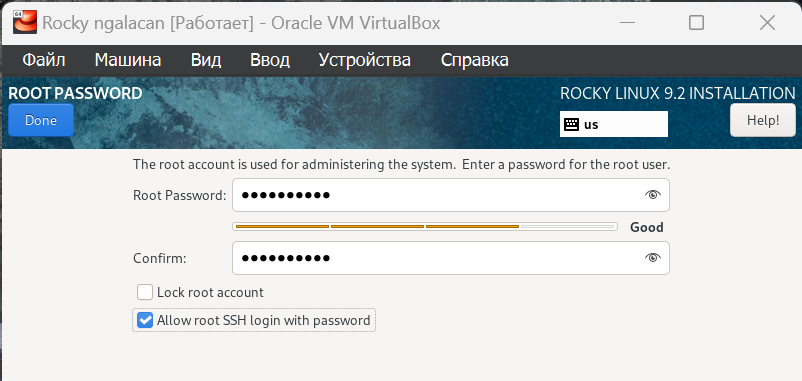 64
Rocky ngalacan [Работает] - Oracle VM VirtualBox
Файл Машина Вид Ввод Устройства Справка
ROOT PASSWORD
ROCKY LINUX 9.2 INSTALLATION
Done
us
Help!
The root account is used for administering the system. Enter a password for the root user.
Root Password: ●●●●●●●●●●
Good
Confirm: ●●●●●●●●●●
Lock root account
Allow root SSH login with password